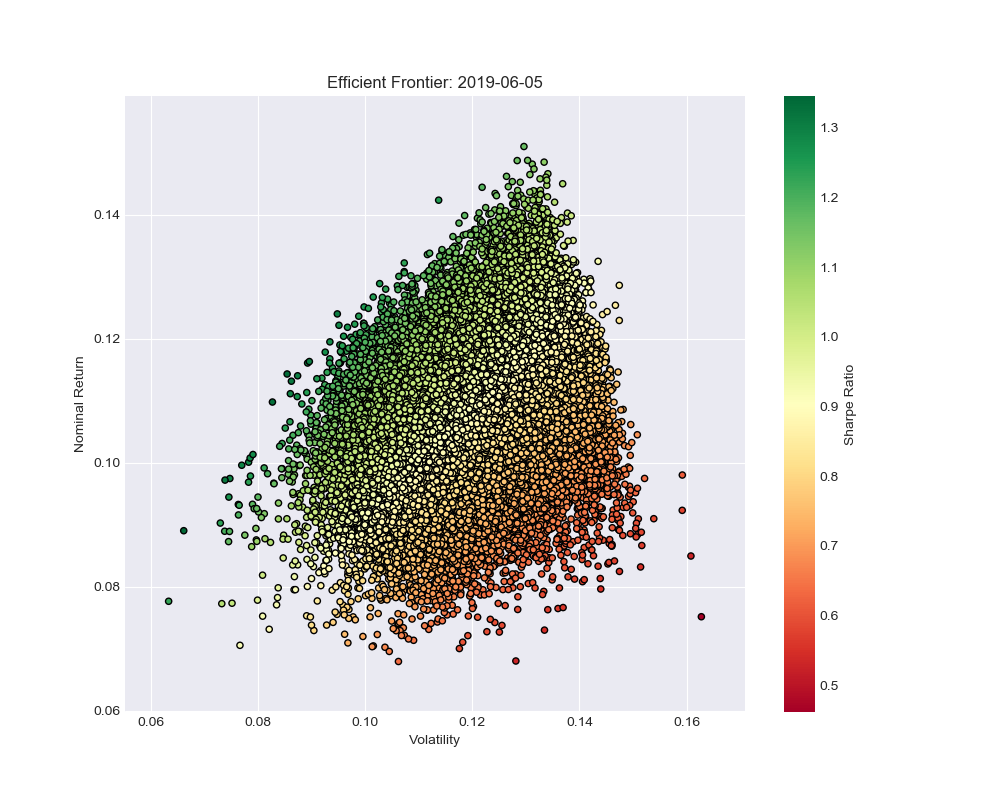 Efficient Frontier: 2019-06-05
Nominal Return
0.14
0.12
0.10
0.08
0.06
0.06 0.08 0.10 0.12 0.14 0.16
Volatility
1.3
1.2
1.1
1.0
0.9
0.8
0.7
0.6
0.5
Sharpe Ratio